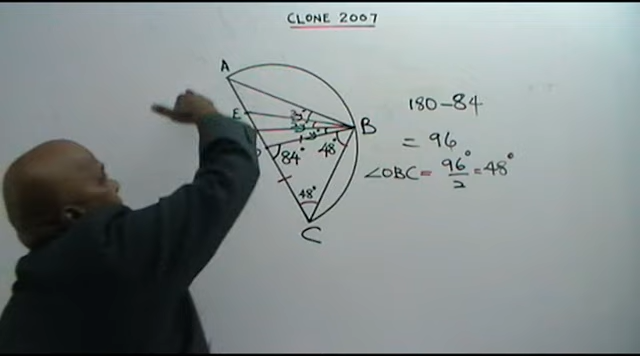 CLONE 2007
A
E
B
84°
48°
48°
C
180-84
= 96°
∠OBC = 96°/2 = 48°